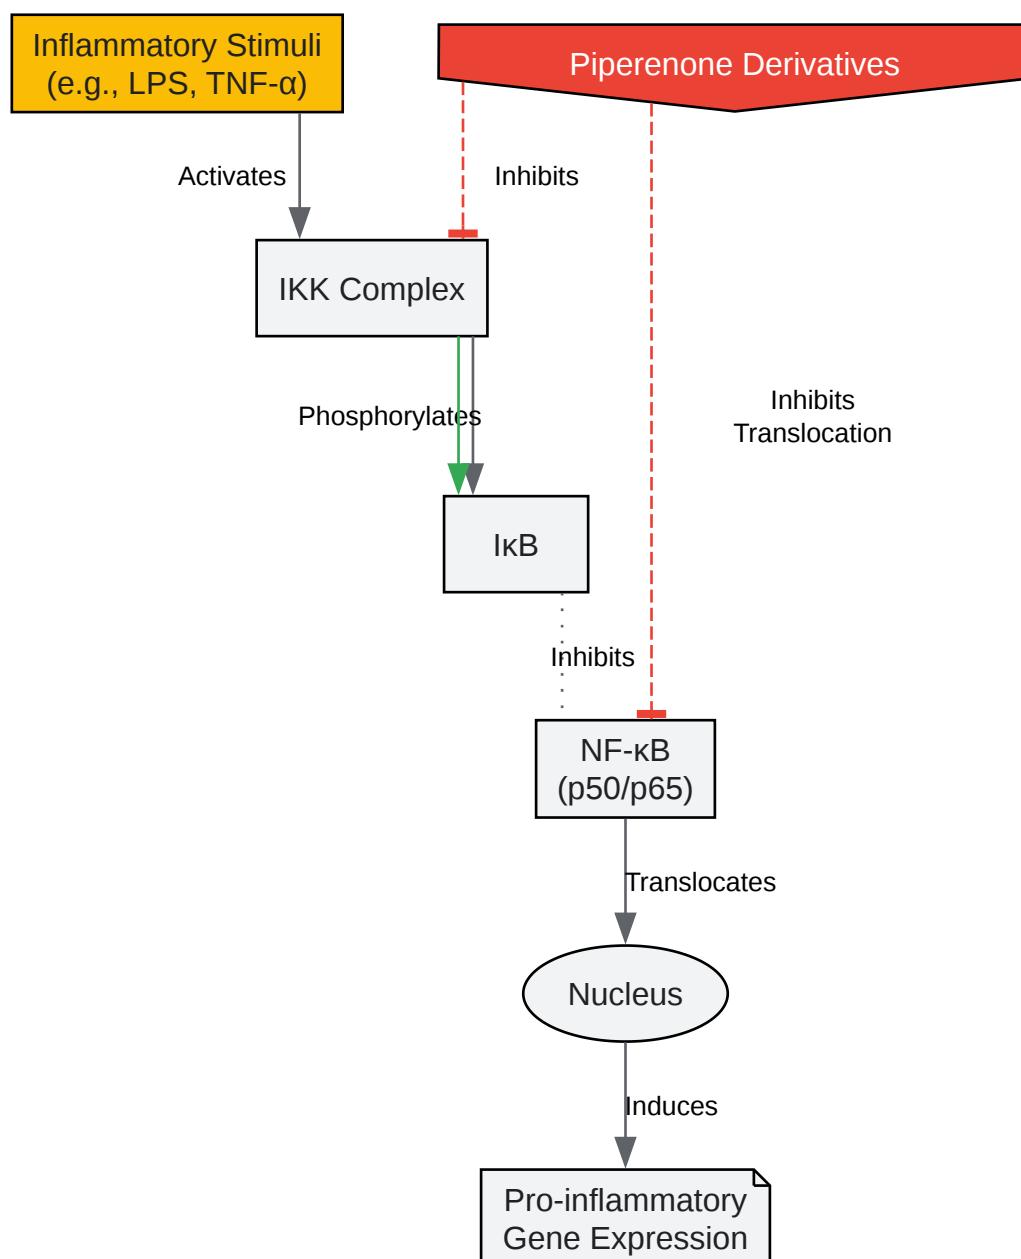 Inflammatory Stimuli
(e.g., LPS, TNF-α)
Piperenone Derivatives
Activates
Inhibits
IKK Complex
Phosphorylates
Inhibits
Translocation
IκB
Inhibits
NF-κB
(p50/p65)
Translocates
Nucleus
Induces
Pro-inflammatory
Gene Expression